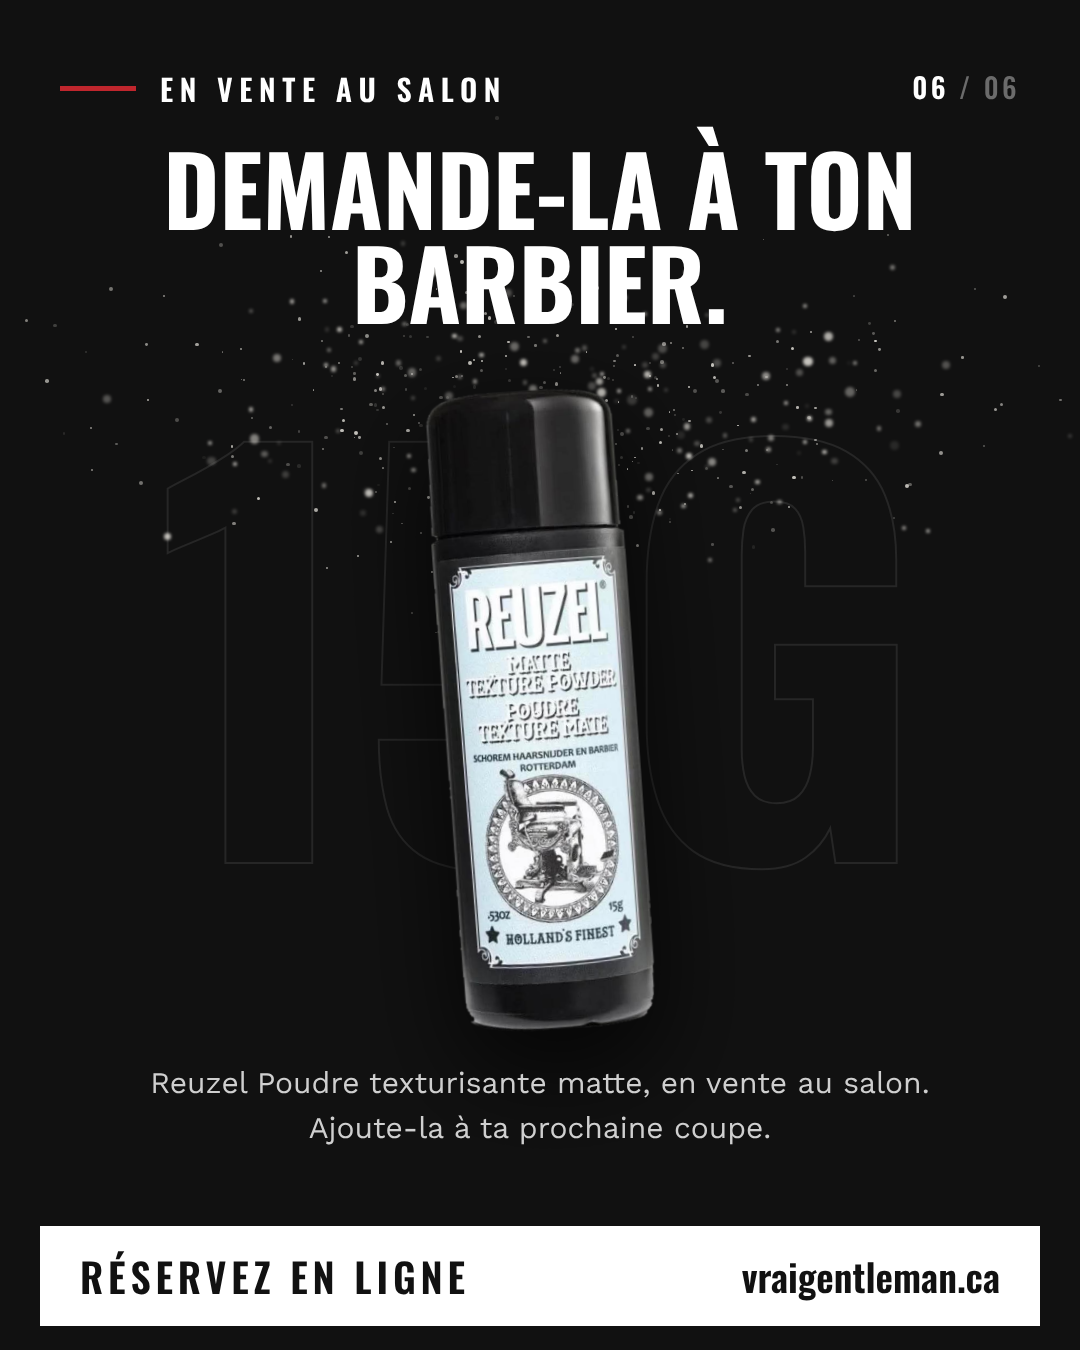 EN VENTE AU SALON
06 / 06
DEMANDE-LA À TON
BARBIER.
15G
REUZEL®
MATTE
TEXTURE POWDER
POUDRE
TEXTURE MATE
SCHOREM HAARSNIJDER EN BARBIER
ROTTERDAM
.53OZ
15g
HOLLAND'S FINEST
Reuzel Poudre texturisante matte, en vente au salon.
Ajoute-la à ta prochaine coupe.
RÉSERVEZ EN LIGNE
vraigentleman.ca